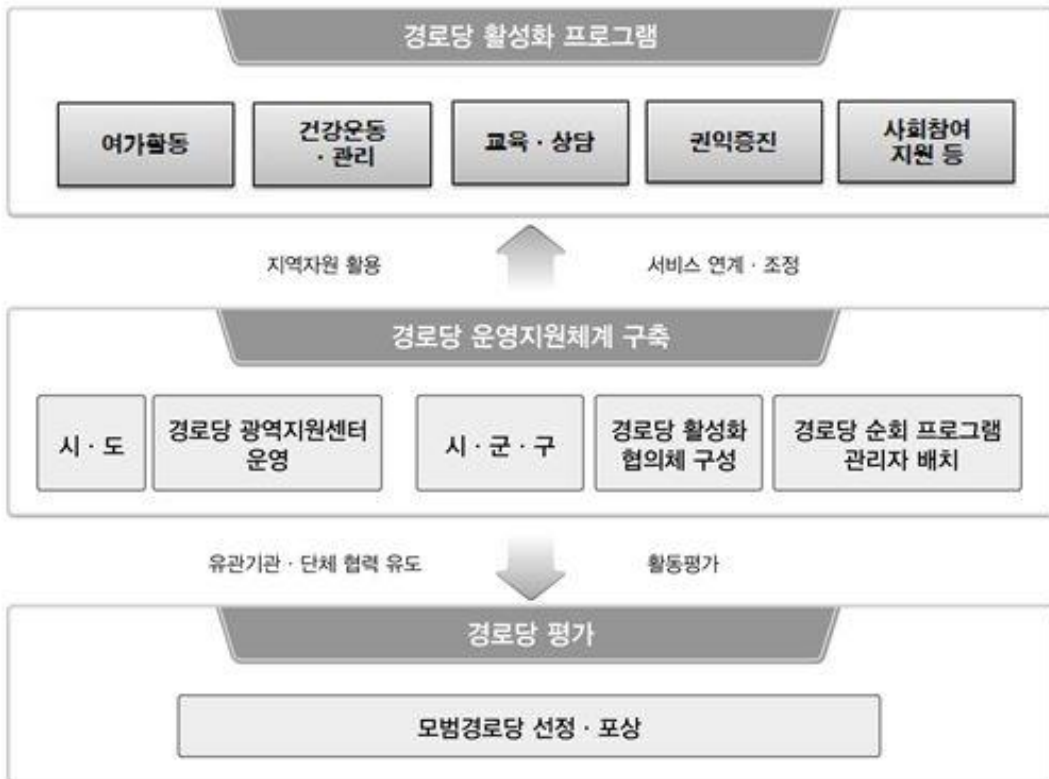 경로당 활성화 프로그램
여가활동
건강운동
· 관리
교육 · 상담
권익증진
사회참여
지원 등
지역자원 활용
서비스 연계 · 조정
경로당 운영지원체계 구축
시 · 도
경로당 광역지원센터
운영
시 · 군 · 구
경로당 활성화
협의체 구성
경로당 순회 프로그램
관리자 배치
유관기관 · 단체 협력 유도
활동평가
경로당 평가
모범경로당 선정 · 포상